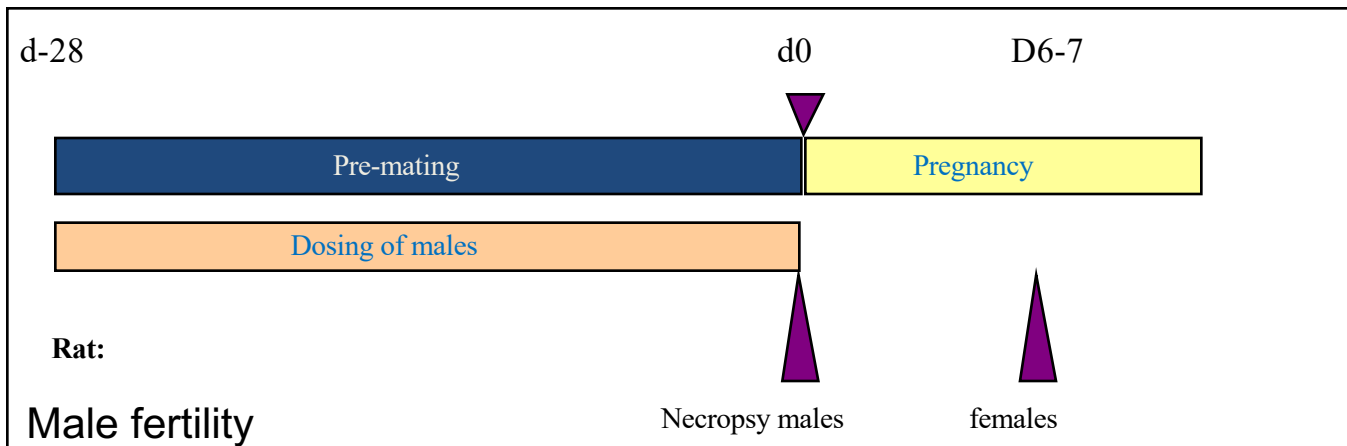 d-28 d0 D6-7
Pre-mating Pregnancy
Dosing of males
Rat:
Male fertility
Necropsy males females